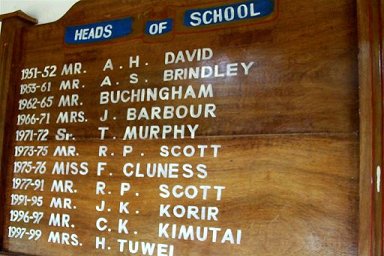 HEADS OF SCHOOL
1951-52 MR. A. H. DAVID
1953-61 MR. A. S. BRINDLEY
1962-65 MR. BUCHINGHAM
1966-71 MRS. J. BARBOUR
1971-72 Sr. T. MURPHY
1973-75 MR. R. P. SCOTT
1975-76 MISS F. CLUNESS
1977-91 MR. R. P. SCOTT
1991-95 MR. J. K. KORIR
1996-97 MR. C. K. KIMUTAI
1997-99 MRS. H. TUWEI